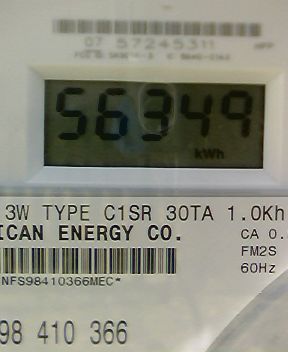 07 57245311
56349
kWh
3W TYPE C1SR 30TA 1.0Kh
ICAN ENERGY CO. CA 0.
FM2S
60Hz
NFS98410366MEC*
98 410 366